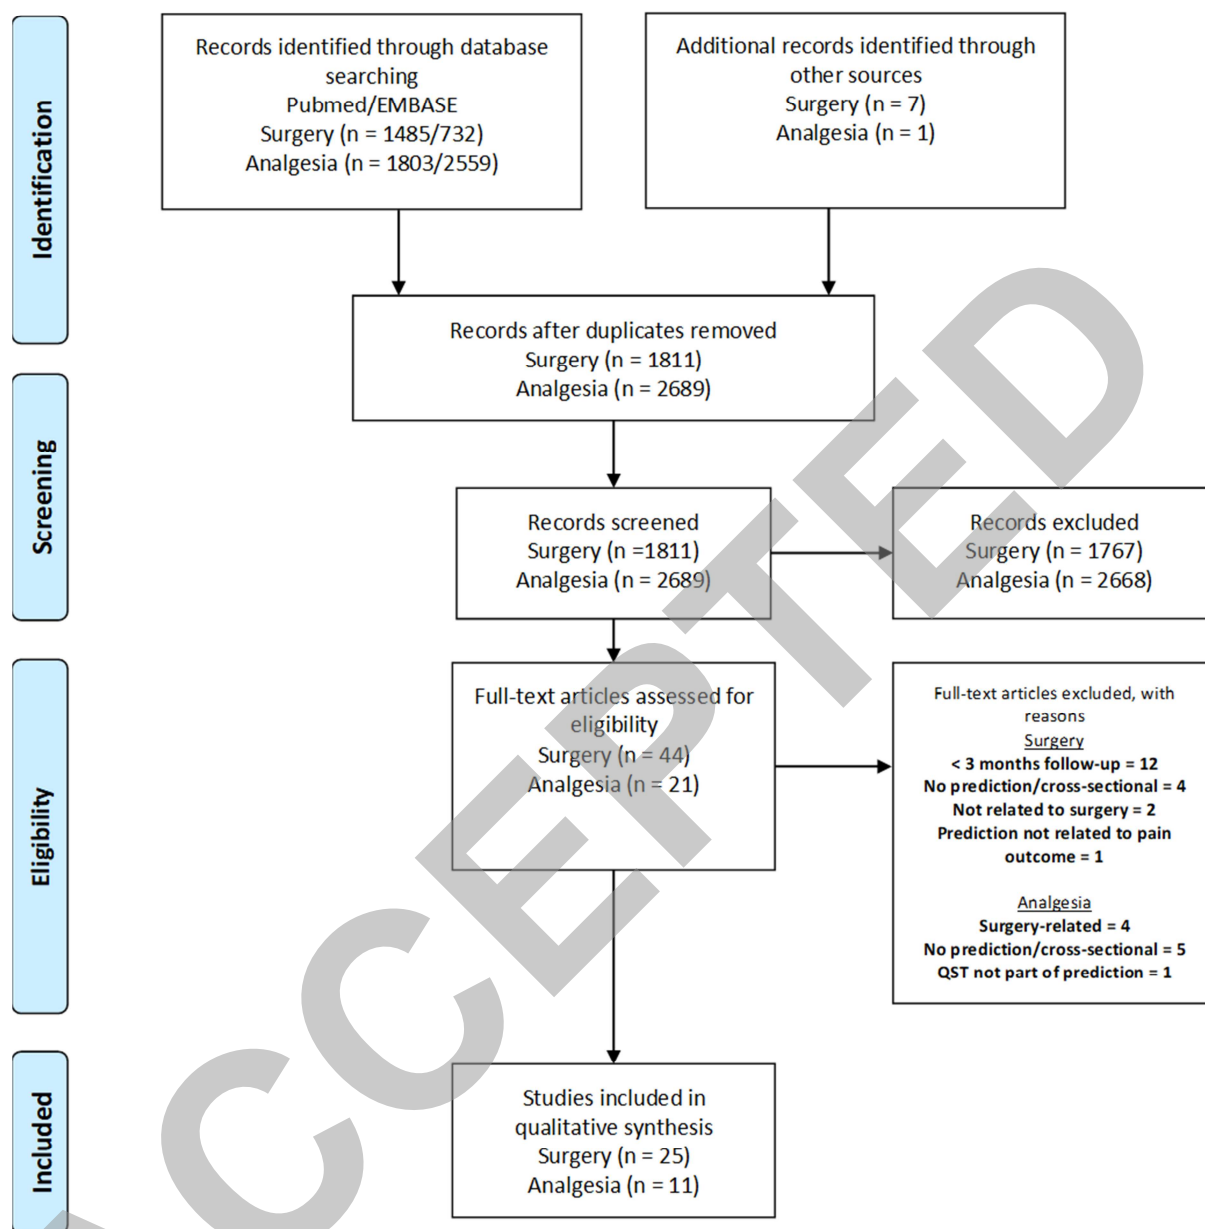 Identification
Records identified through database
searching
Pubmed/EMBASE
Surgery (n = 1485/732)
Analgesia (n = 1803/2559)
Additional records identified through
other sources
Surgery (n = 7)
Analgesia (n = 1)
Records after duplicates removed
Surgery (n = 1811)
Analgesia (n = 2689)
Screening
Records screened
Surgery (n =1811)
Analgesia (n = 2689)
Records excluded
Surgery (n = 1767)
Analgesia (n = 2668)
Eligibility
Full-text articles assessed for
eligibility
Surgery (n = 44)
Analgesia (n = 21)
Full-text articles excluded, with
reasons
Surgery
< 3 months follow-up = 12
No prediction/cross-sectional = 4
Not related to surgery = 2
Prediction not related to pain
outcome = 1
Analgesia
Surgery-related = 4
No prediction/cross-sectional = 5
QST not part of prediction = 1
Included
Studies included in
qualitative synthesis
Surgery (n = 25)
Analgesia (n = 11)
ACCEPTED